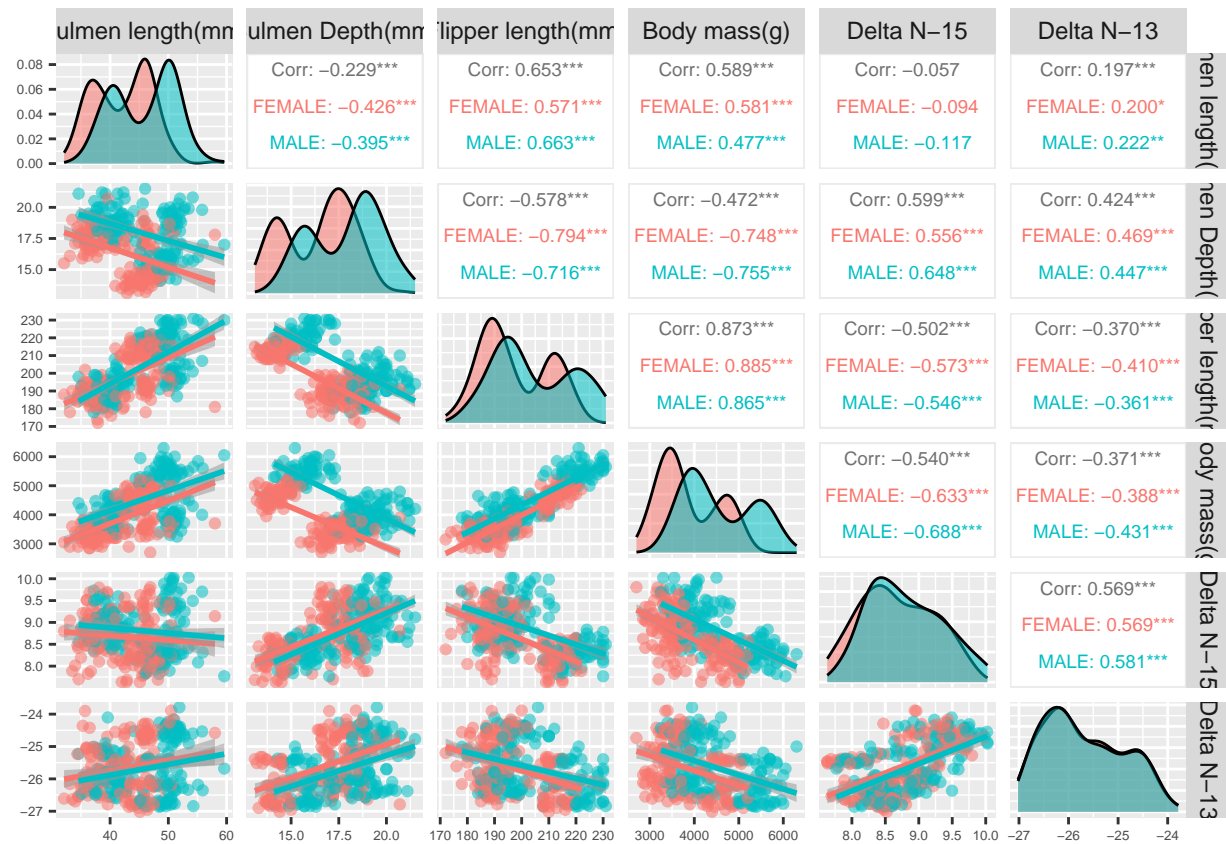 ulmen length(mm ulmen Depth(mm Flipper length(mm Body mass(g) Delta N−15 Delta N−13
0.08
0.06
0.04
0.02
0.00
Corr: −0.229***
FEMALE: −0.426***
MALE: −0.395***
Corr: 0.653***
FEMALE: 0.571***
MALE: 0.663***
Corr: 0.589***
FEMALE: 0.581***
MALE: 0.477***
Corr: −0.057
FEMALE: −0.094
MALE: −0.117
Corr: 0.197***
FEMALE: 0.200*
MALE: 0.222**
men length(
20.0
17.5
15.0
Corr: −0.578***
FEMALE: −0.794***
MALE: −0.716***
Corr: −0.472***
FEMALE: −0.748***
MALE: −0.755***
Corr: 0.599***
FEMALE: 0.556***
MALE: 0.648***
Corr: 0.424***
FEMALE: 0.469***
MALE: 0.447***
men Depth(
230
220
210
200
190
180
170
Corr: 0.873***
FEMALE: 0.885***
MALE: 0.865***
Corr: −0.502***
FEMALE: −0.573***
MALE: −0.546***
Corr: −0.370***
FEMALE: −0.410***
MALE: −0.361***
per length(r
6000
5000
4000
3000
Corr: −0.540***
FEMALE: −0.633***
MALE: −0.688***
Corr: −0.371***
FEMALE: −0.388***
MALE: −0.431***
ody mass(
10.0
9.5
9.0
8.5
8.0
Corr: 0.569***
FEMALE: 0.569***
MALE: 0.581***
Delta N−15
−24
−25
−26
−27
Delta N−13
40 50 60
15.0 17.5 20.0
170 180 190 200 210 220 230
3000 4000 5000 6000
8.0 8.5 9.0 9.5 10.0
−27 −26 −25 −24